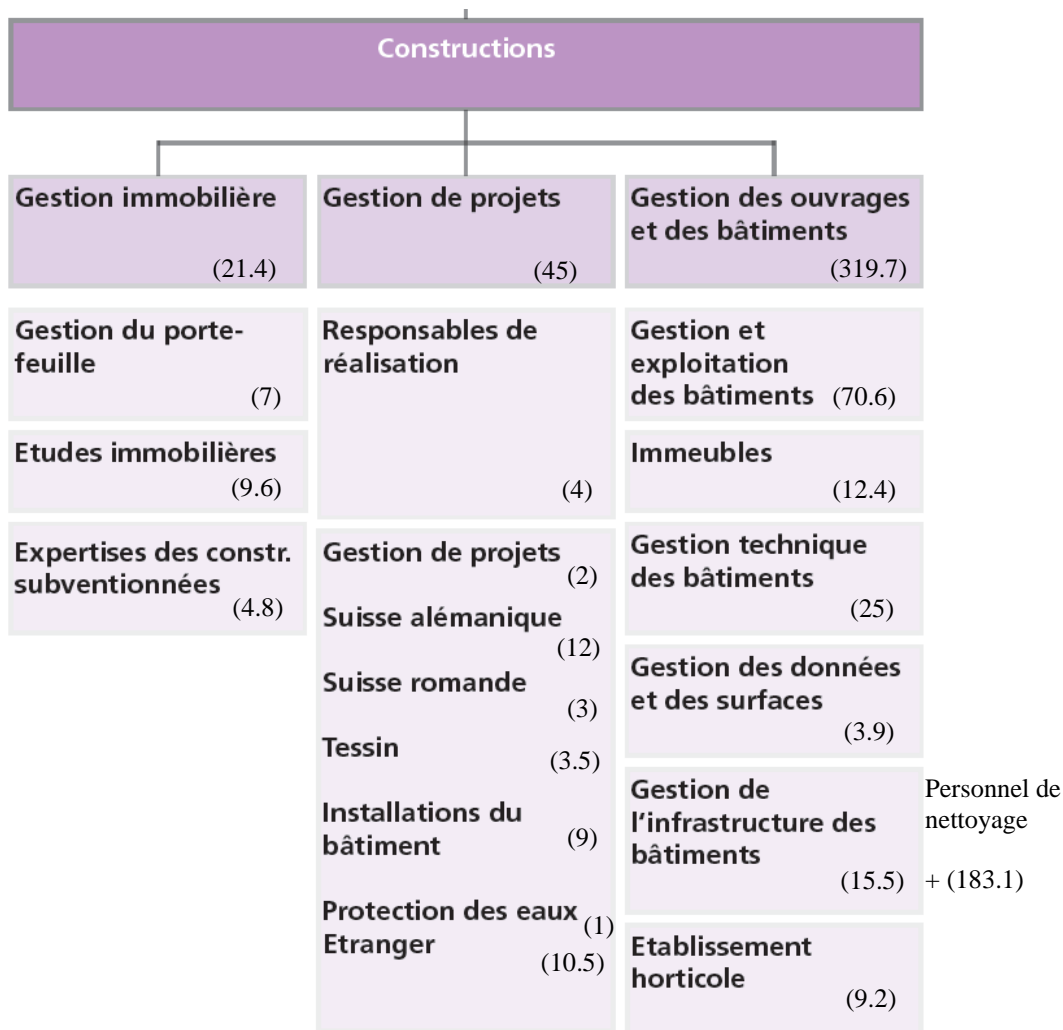 Constructions
Gestion immobilière
(21.4)
Gestion du porte-
feuille
(7)
Etudes immobilières
(9.6)
Expertises des constr.
subventionnées
(4.8)
Gestion de projets
(45)
Responsables de
réalisation
(4)
Gestion de projets
(2)
Suisse alémanique
(12)
Suisse romande
(3)
Tessin
(3.5)
Installations du
bâtiment (9)
Protection des eaux (1)
Etranger
(10.5)
Gestion des ouvrages
et des bâtiments
(319.7)
Gestion et
exploitation
des bâtiments (70.6)
Immeubles
(12.4)
Gestion technique
des bâtiments
(25)
Gestion des données
et des surfaces
(3.9)
Gestion de
l'infrastructure des
bâtiments
(15.5)
Personnel de
nettoyage
+ (183.1)
Etablissement
horticole
(9.2)